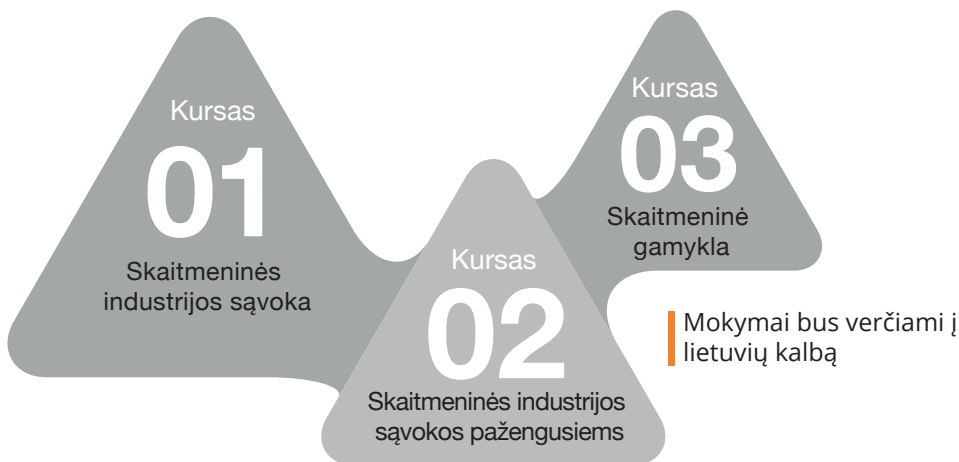 Kursas
01
Skaitmeninės
industrijos sąvoka
Kursas
02
Skaitmeninės industrijos
sąvokos pažengusiems
Kursas
03
Skaitmeninė
gamykla
Mokymai bus verčiami į
lietuvių kalbą